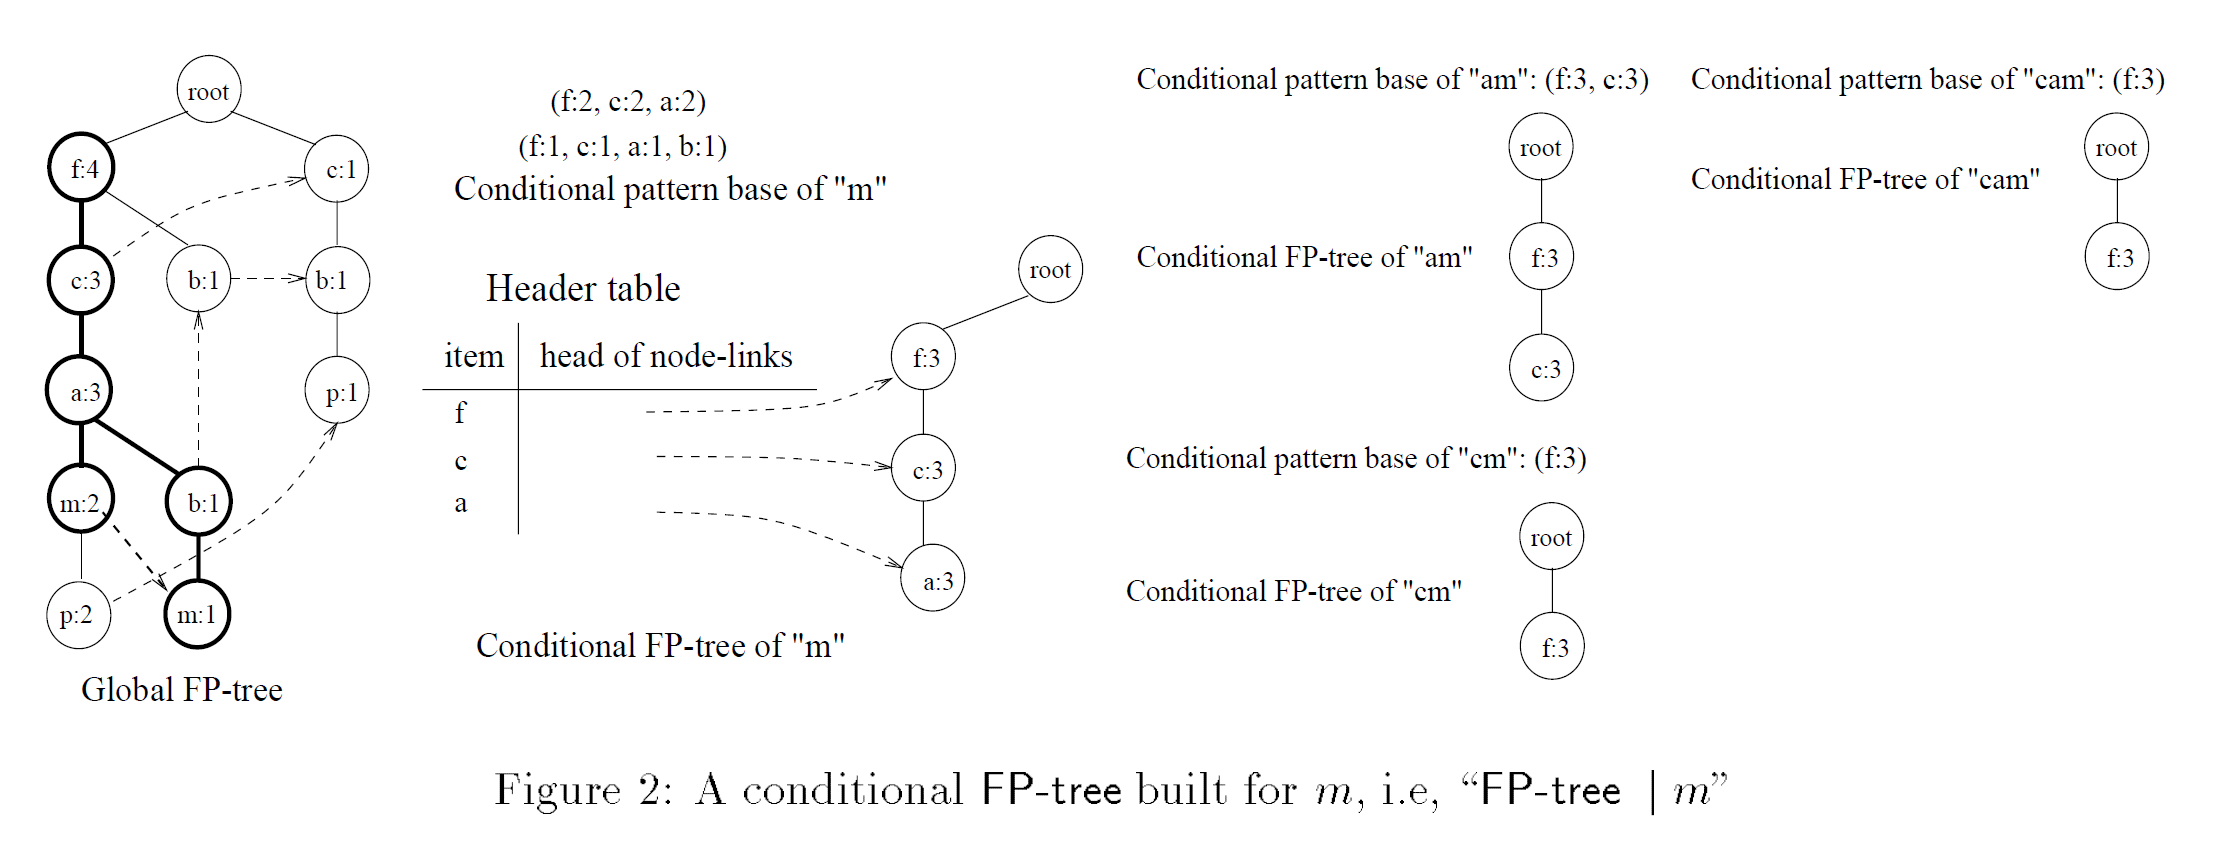 root
f:4
c:1
c:3
b:1
b:1
a:3
p:1
m:2
b:1
p:2
m:1
Global FP-tree
(f:2, c:2, a:2)
(f:1, c:1, a:1, b:1)
Conditional pattern base of "m"
Header table
item head of node-links
f
c
a
root
f:3
c:3
a:3
Conditional FP-tree of "m"
Conditional pattern base of "am": (f:3, c:3)
root
Conditional FP-tree of "am"
f:3
c:3
Conditional pattern base of "cm": (f:3)
root
Conditional FP-tree of "cm"
f:3
Conditional pattern base of "cam": (f:3)
root
Conditional FP-tree of "cam"
f:3
Figure 2: A conditional FP-tree built for m, i.e, “FP-tree | m”